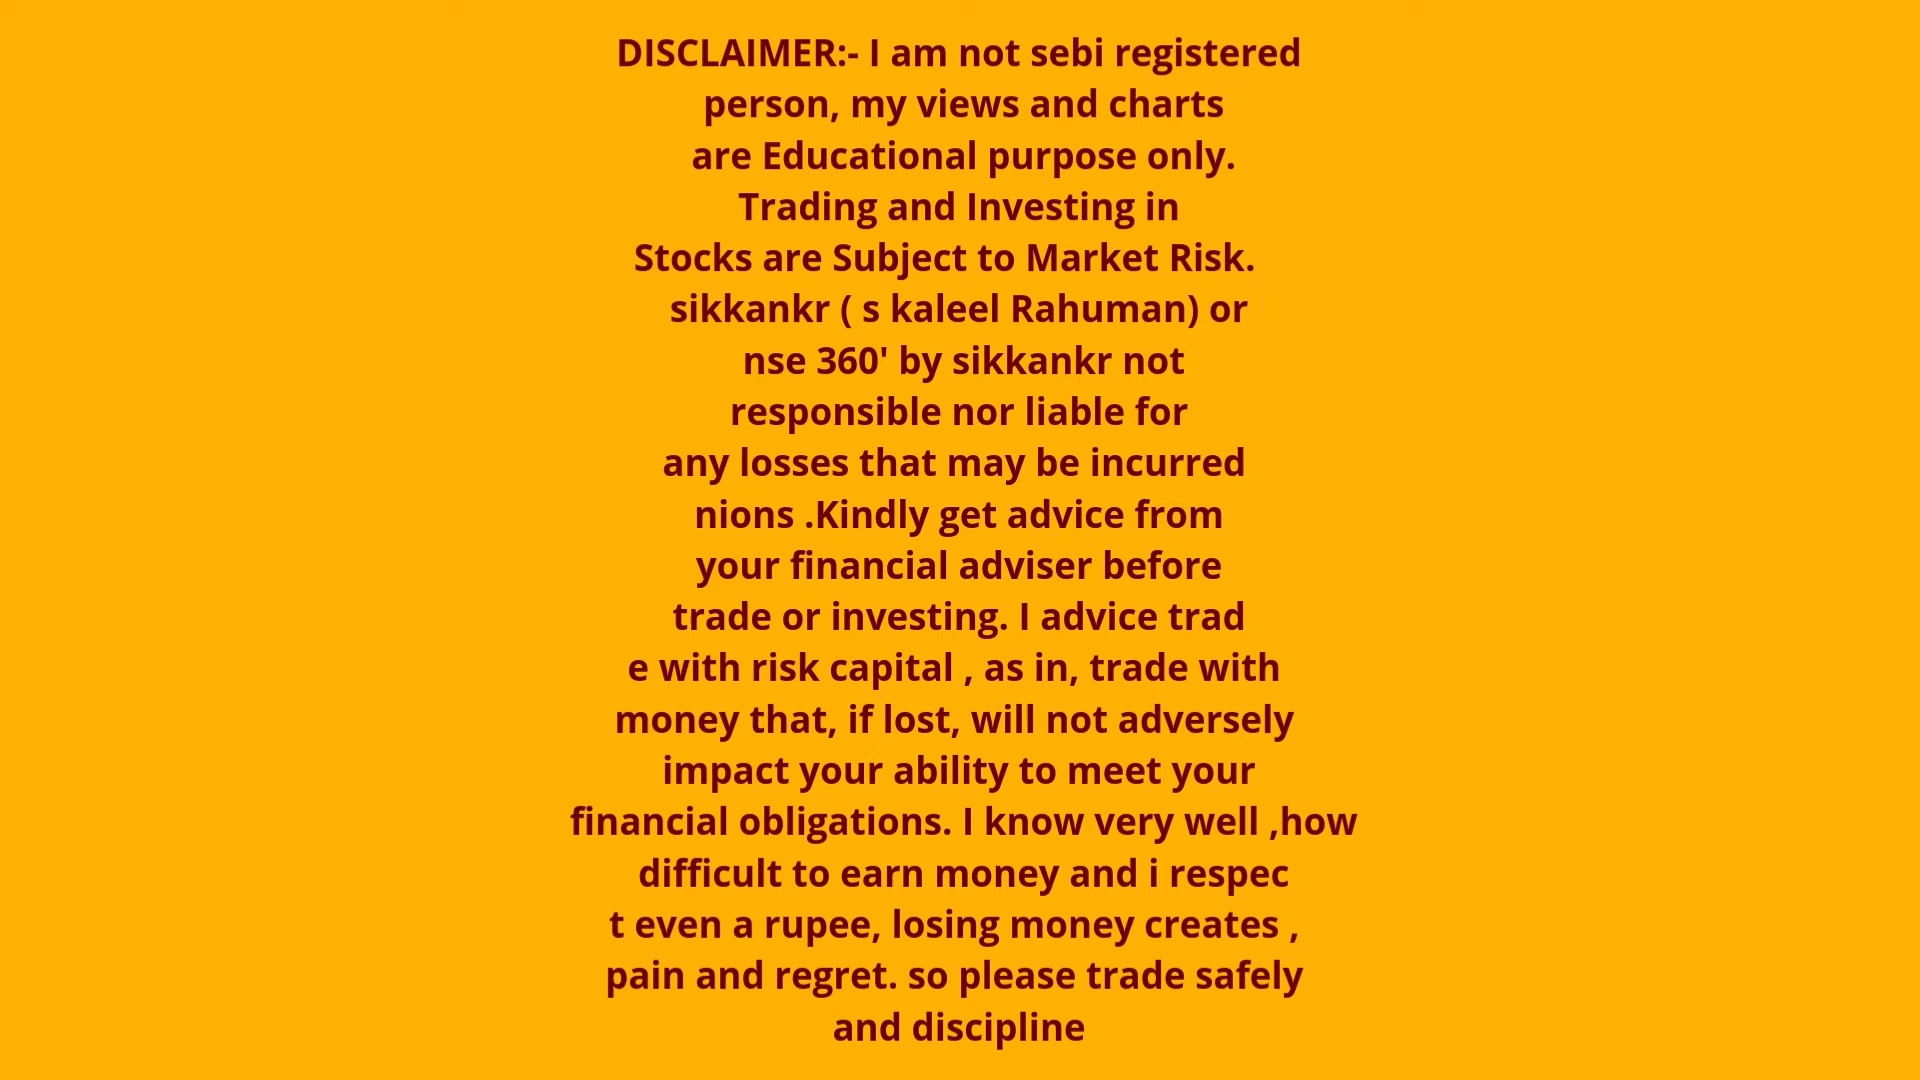 DISCLAIMER:- I am not sebi registered
person, my views and charts
are Educational purpose only.
Trading and Investing in
Stocks are Subject to Market Risk.
sikkankr ( s kaleel Rahuman) or
nse 360' by sikkankr not
responsible nor liable for
any losses that may be incurred
nions .Kindly get advice from
your financial adviser before
trade or investing. I advice trad
e with risk capital , as in, trade with
money that, if lost, will not adversely
impact your ability to meet your
financial obligations. I know very well ,how
difficult to earn money and i respec
t even a rupee, losing money creates ,
pain and regret. so please trade safely
and discipline